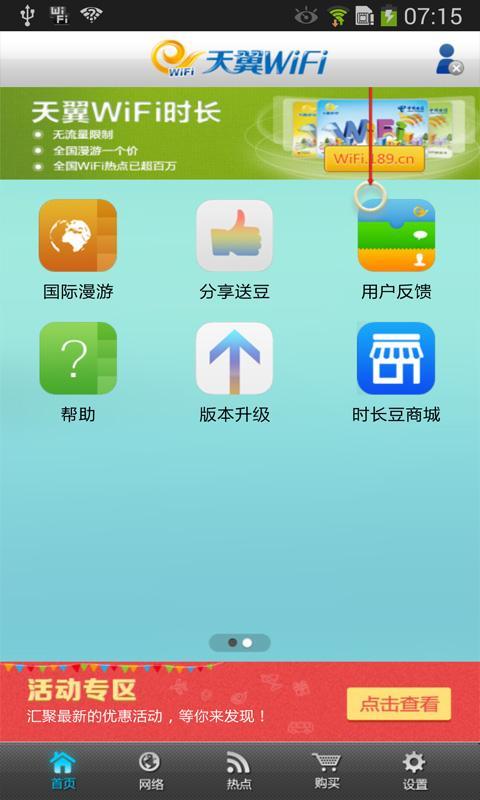 07:15
天翼WiFi
天翼WiFi时长
无流量限制
全国漫游一个价
全国WiFi热点已超百万
WiFi.189.cn
国际漫游
分享送豆
用户反馈
帮助
版本升级
时长豆商城
活动专区
汇聚最新的优惠活动，等你来发现！
点击查看
首页
网络
热点
购买
设置